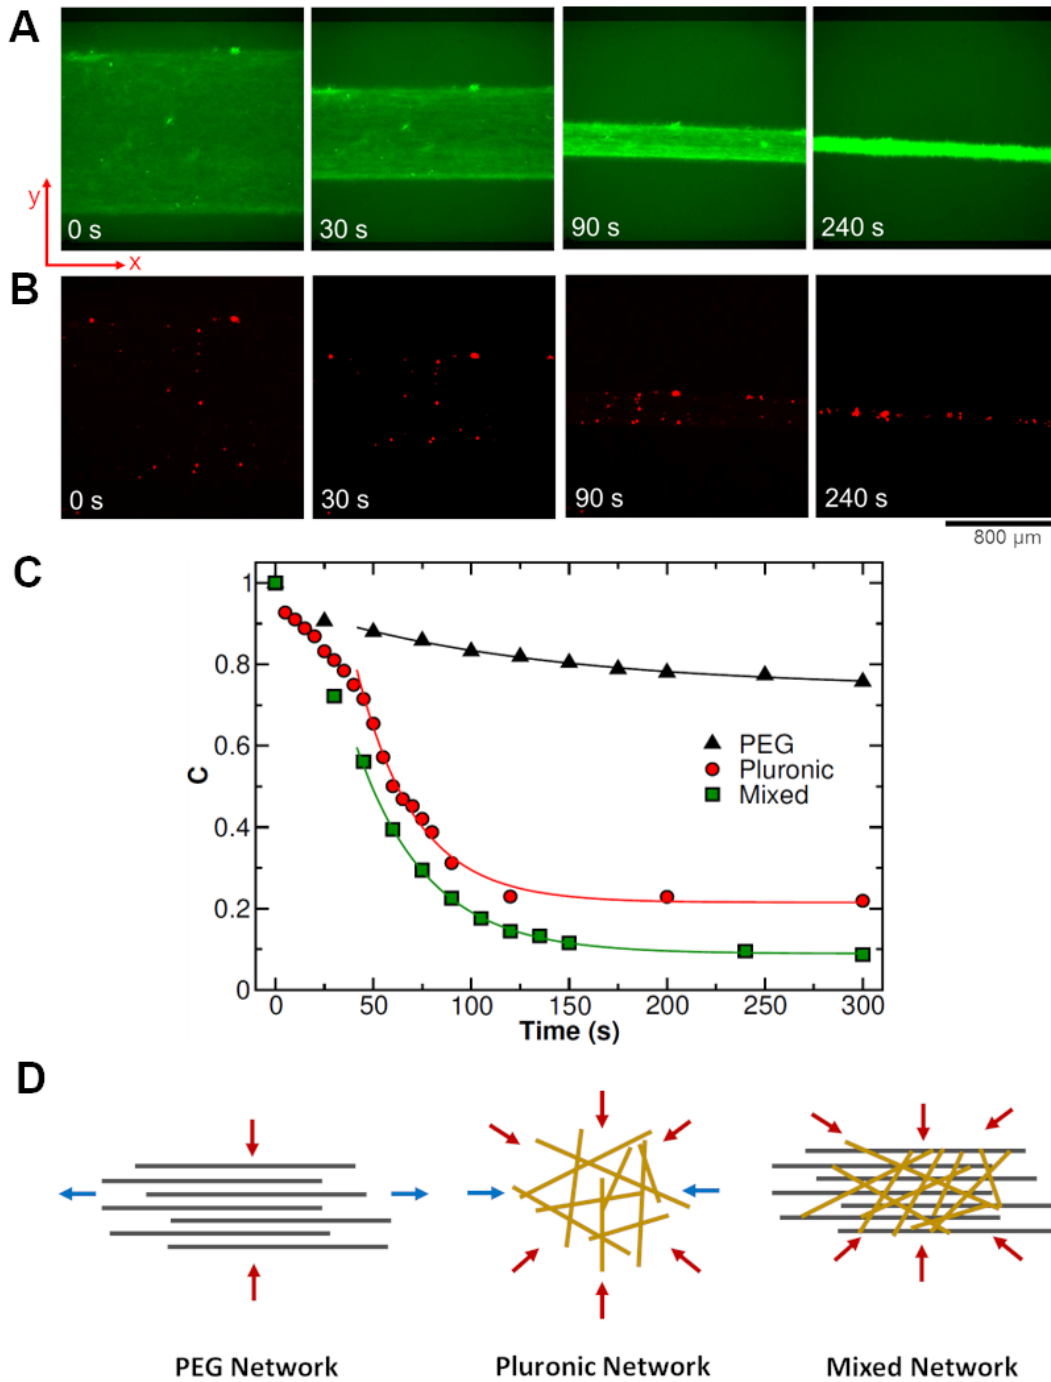 A
0 s
30 s
90 s
240 s
y
x
B
0 s
30 s
90 s
240 s
800 µm
C
1
0.8
0.6
0.4
0.2
0
C
PEG
Pluronic
Mixed
0 50 100 150 200 250 300
Time (s)
D
PEG Network
Pluronic Network
Mixed Network